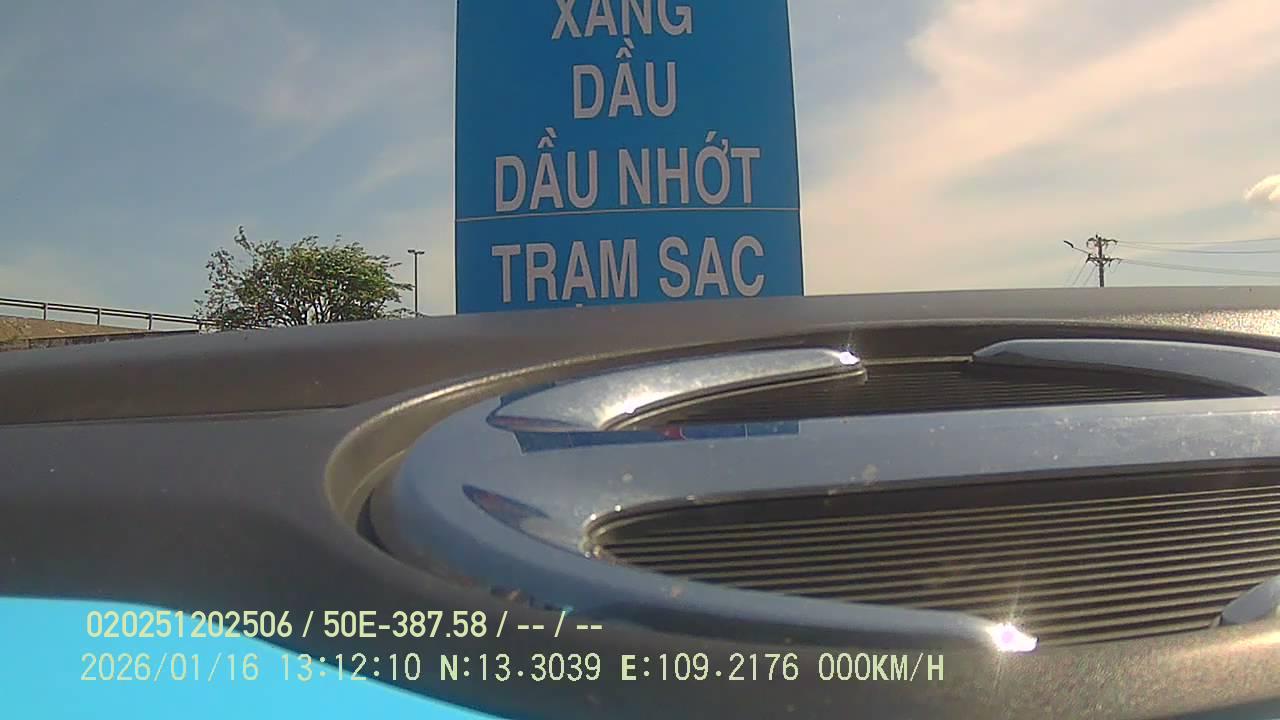 XĂNG
DẦU
DẦU NHỚT
TRẠM SẠC
020251202506 / 50E-387.58 / -- / --
2026/01/16 13:12:10 N:13.3039 E:109.2176 000KM/H